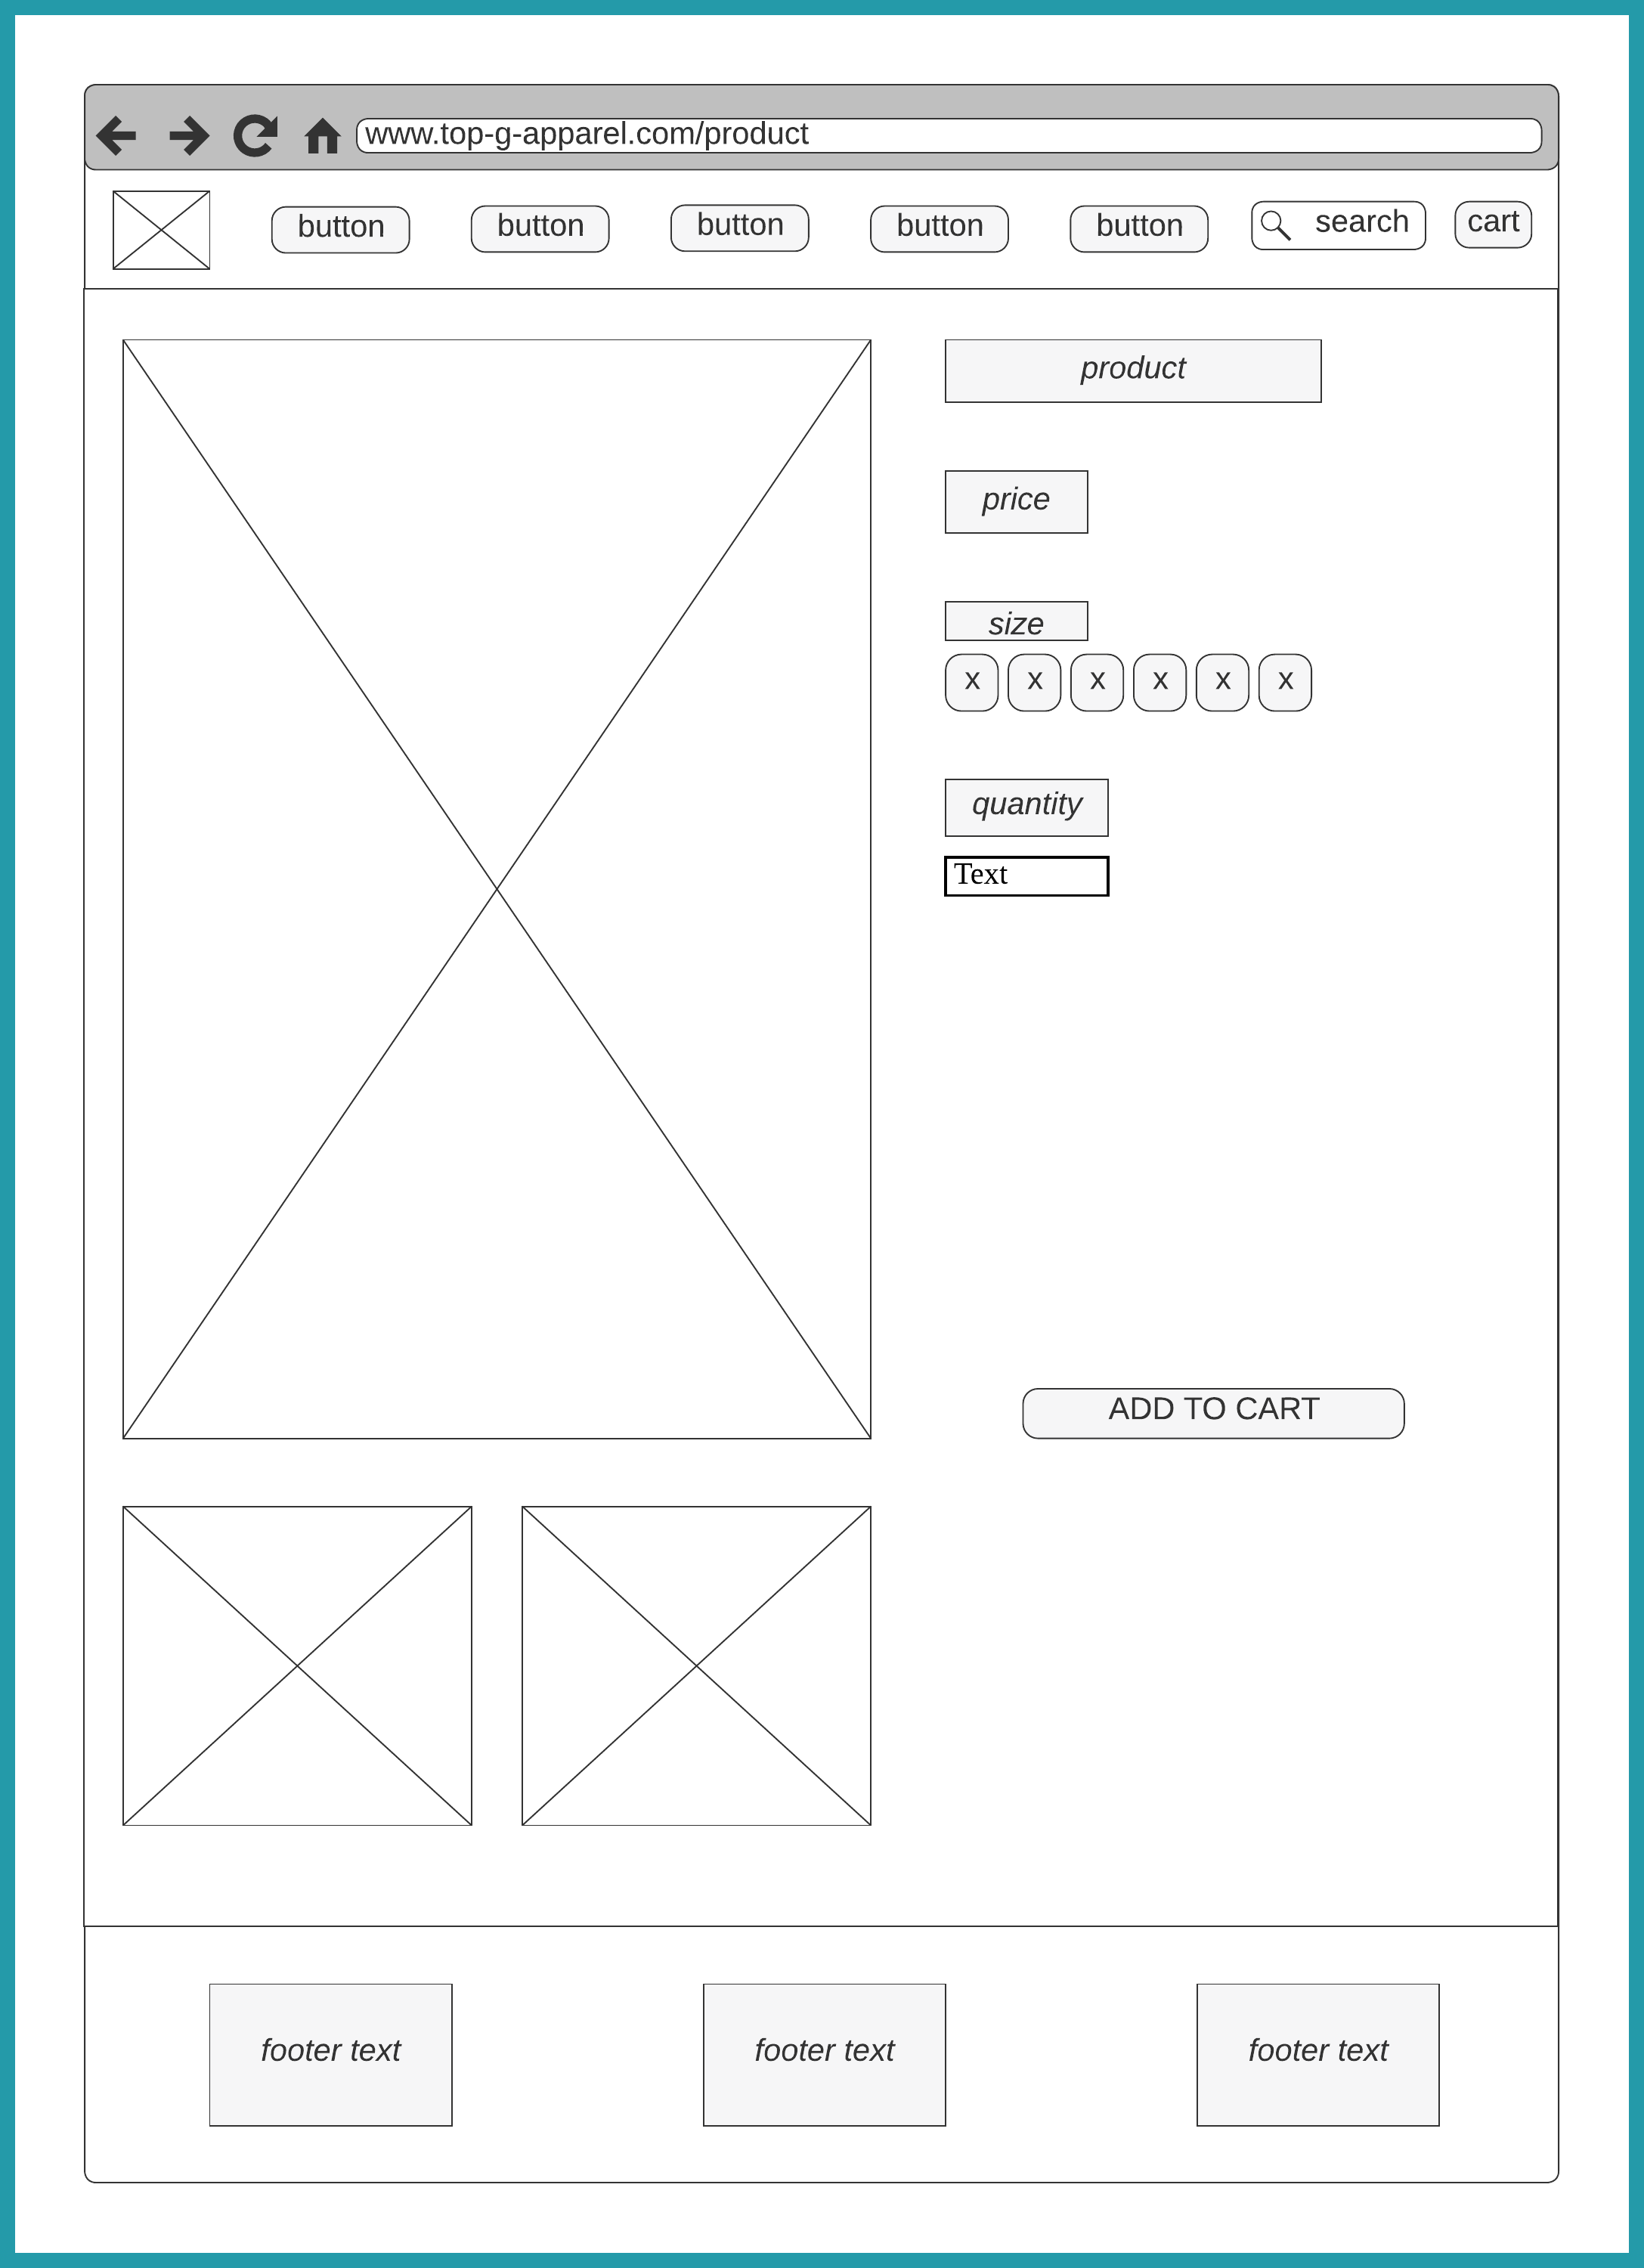 www.top-g-apparel.com/product
button button button button button search cart
product
price
size
x x x x x x
quantity
Text
ADD TO CART
footer text footer text footer text